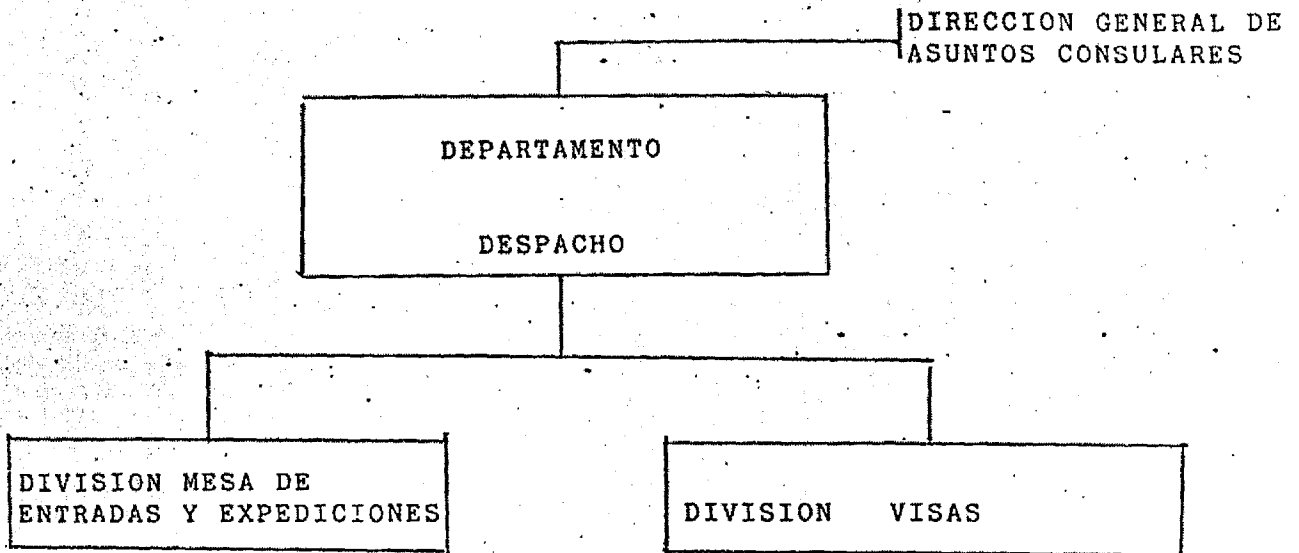 DIRECCION GENERAL DE
ASUNTOS CONSULARES
DEPARTAMENTO
DESPACHO
DIVISION MESA DE
ENTRADAS Y EXPEDICIONES
DIVISION VISAS